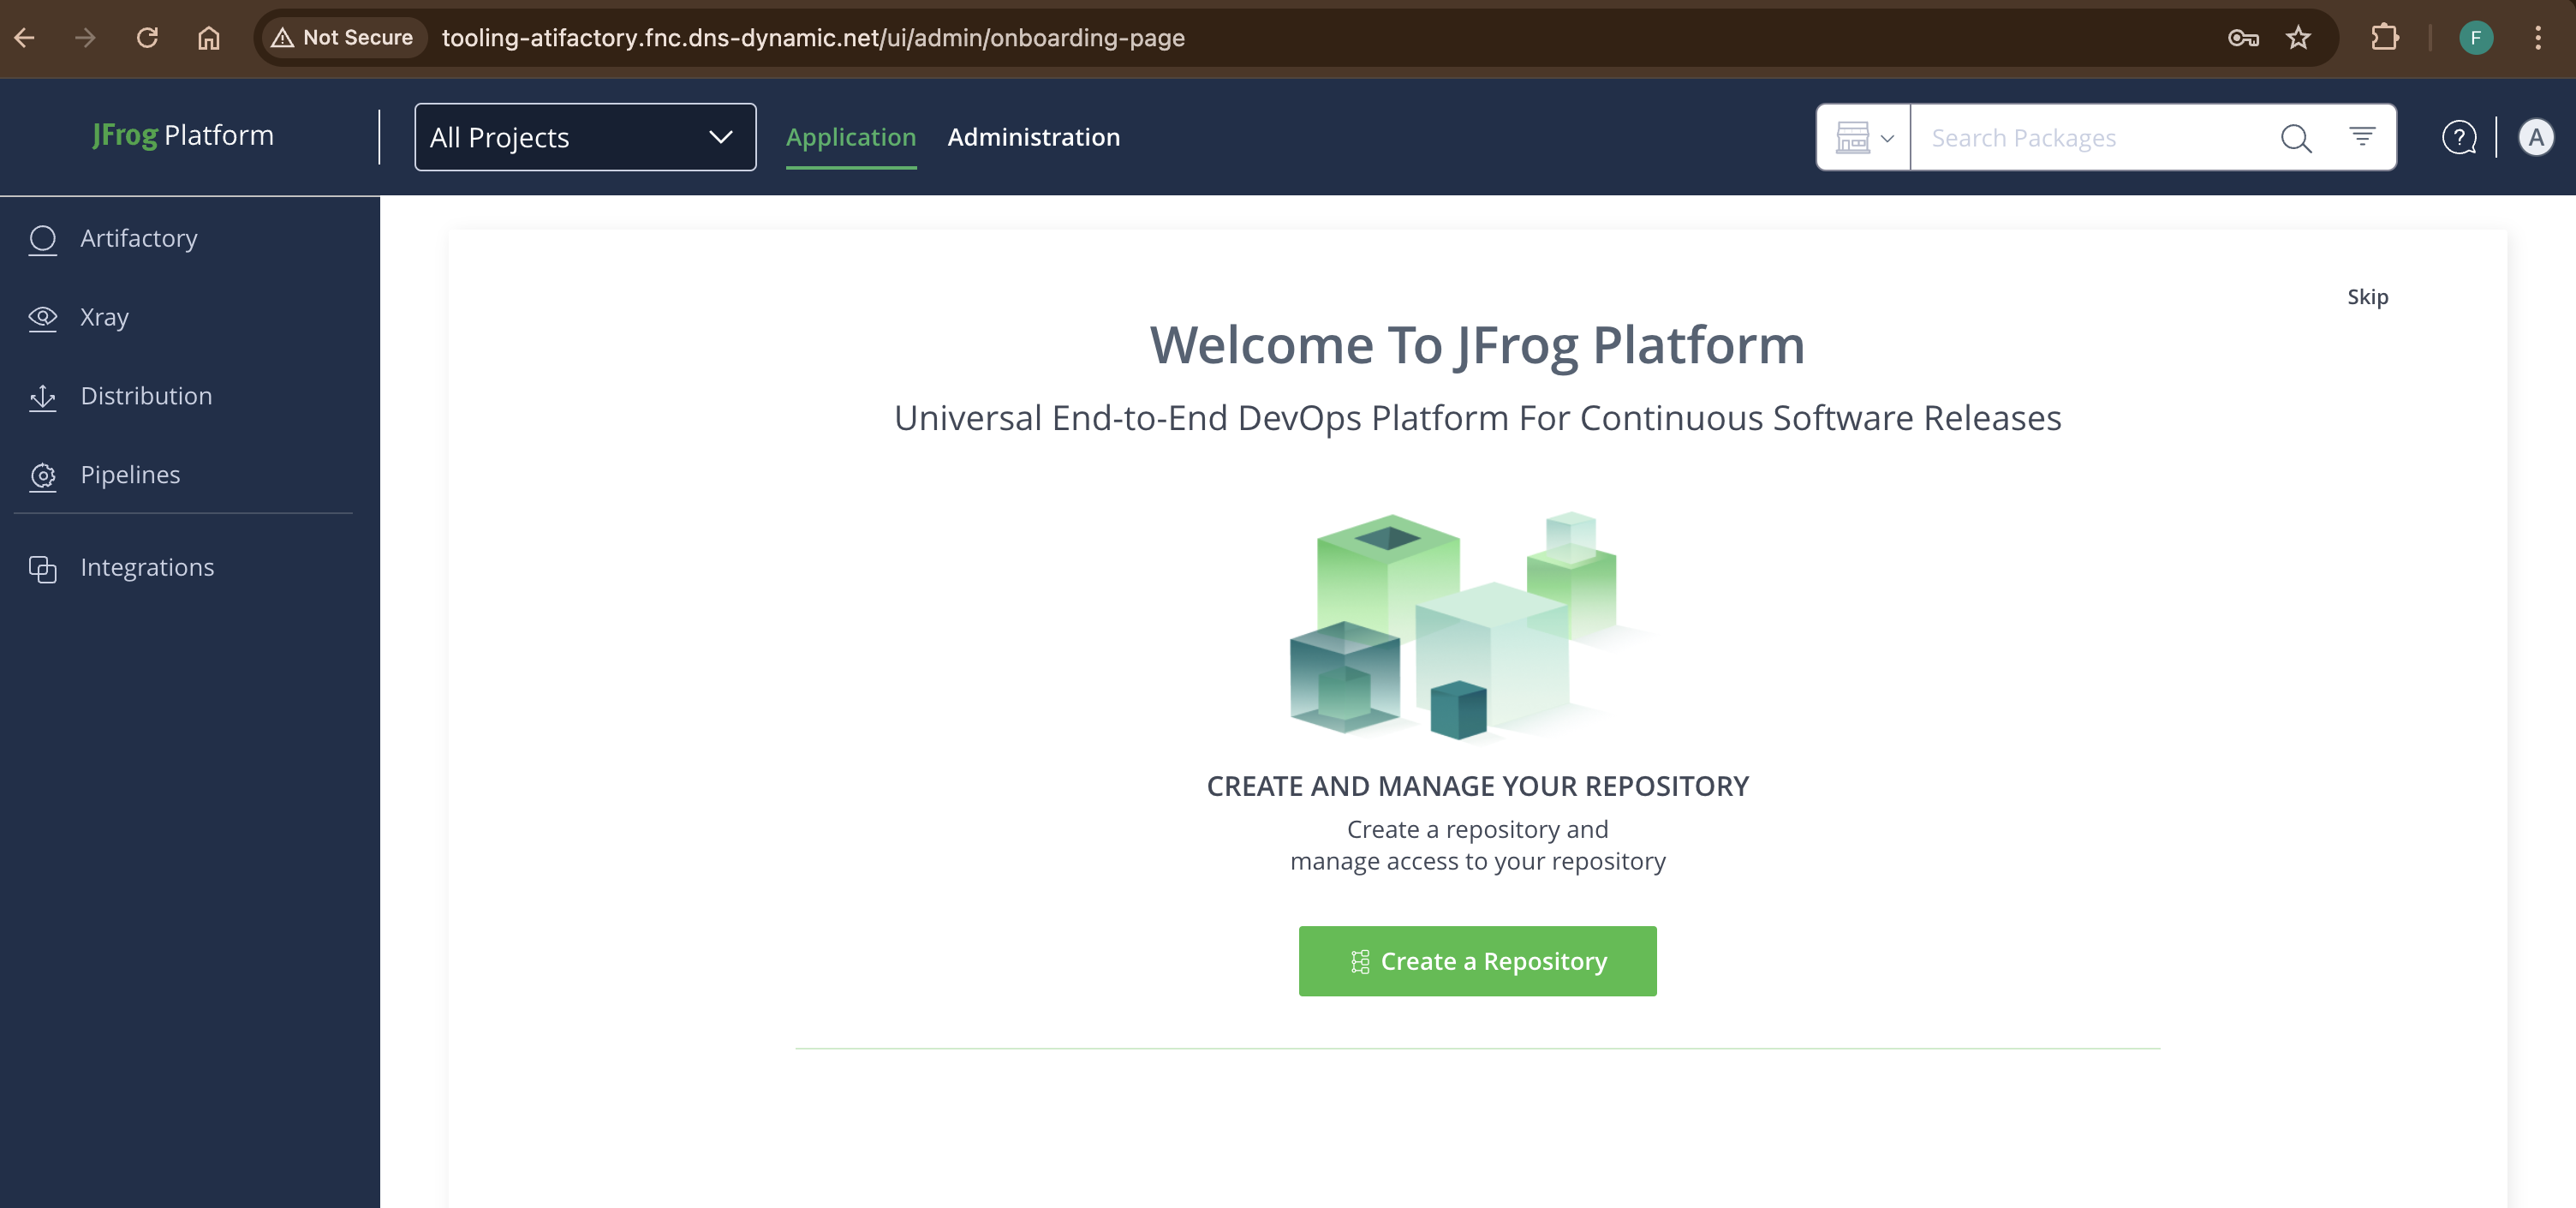 Not Secure tooling-atifactory.fnc.dns-dynamic.net/ui/admin/onboarding-page F
JFrog Platform All Projects Application Administration Search Packages ? A
Artifactory
Xray
Distribution
Pipelines
Integrations
Skip
Welcome To JFrog Platform
Universal End-to-End DevOps Platform For Continuous Software Releases
CREATE AND MANAGE YOUR REPOSITORY
Create a repository and
manage access to your repository
Create a Repository